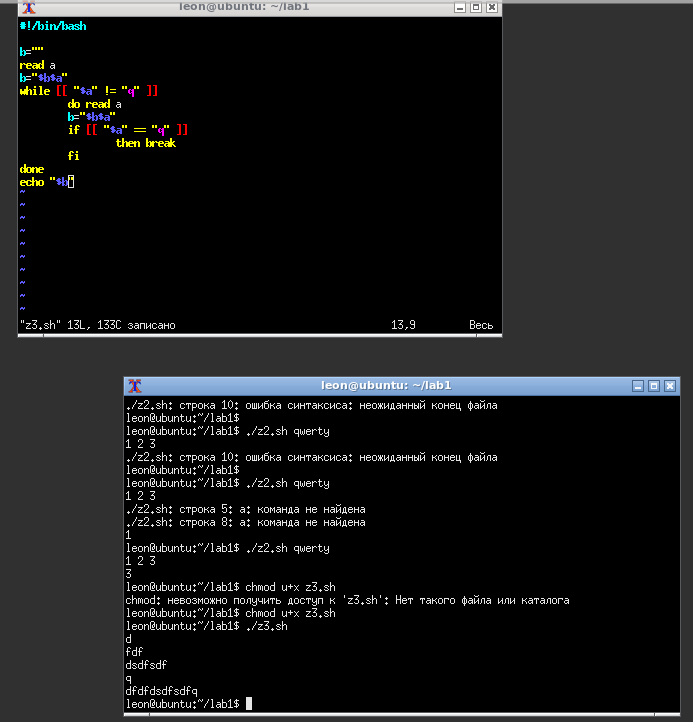 leon@ubuntu: ~/lab1
#!/bin/bash
b=""
read a
b="$b$a"
while [[ "$a" != "q" ]]
do read a
b="$b$a"
if [[ "$a" == "q" ]]
then break
fi
done
echo "$b"
~
~
~
~
~
~
~
~
~
~
"z3.sh" 13L, 133C записано 13,9 Весь
leon@ubuntu: ~/lab1
./z2.sh: строка 10: ошибка синтаксиса: неожиданный конец файла
leon@ubuntu:~/lab1$
leon@ubuntu:~/lab1$ ./z2.sh qwerty
1 2 3
./z2.sh: строка 10: ошибка синтаксиса: неожиданный конец файла
leon@ubuntu:~/lab1$
leon@ubuntu:~/lab1$ ./z2.sh qwerty
1 2 3
./z2.sh: строка 5: a: команда не найдена
./z2.sh: строка 8: a: команда не найдена
1
leon@ubuntu:~/lab1$ ./z2.sh qwerty
1 2 3
3
leon@ubuntu:~/lab1$ chmod u+x z3.sh
chmod: невозможно получить доступ к 'z3.sh': Нет такого файла или каталога
leon@ubuntu:~/lab1$ chmod u+x z3.sh
leon@ubuntu:~/lab1$ ./z3.sh
d
fdf
dsdfsdf
q
dfdfdsdfsdfq
leon@ubuntu:~/lab1$